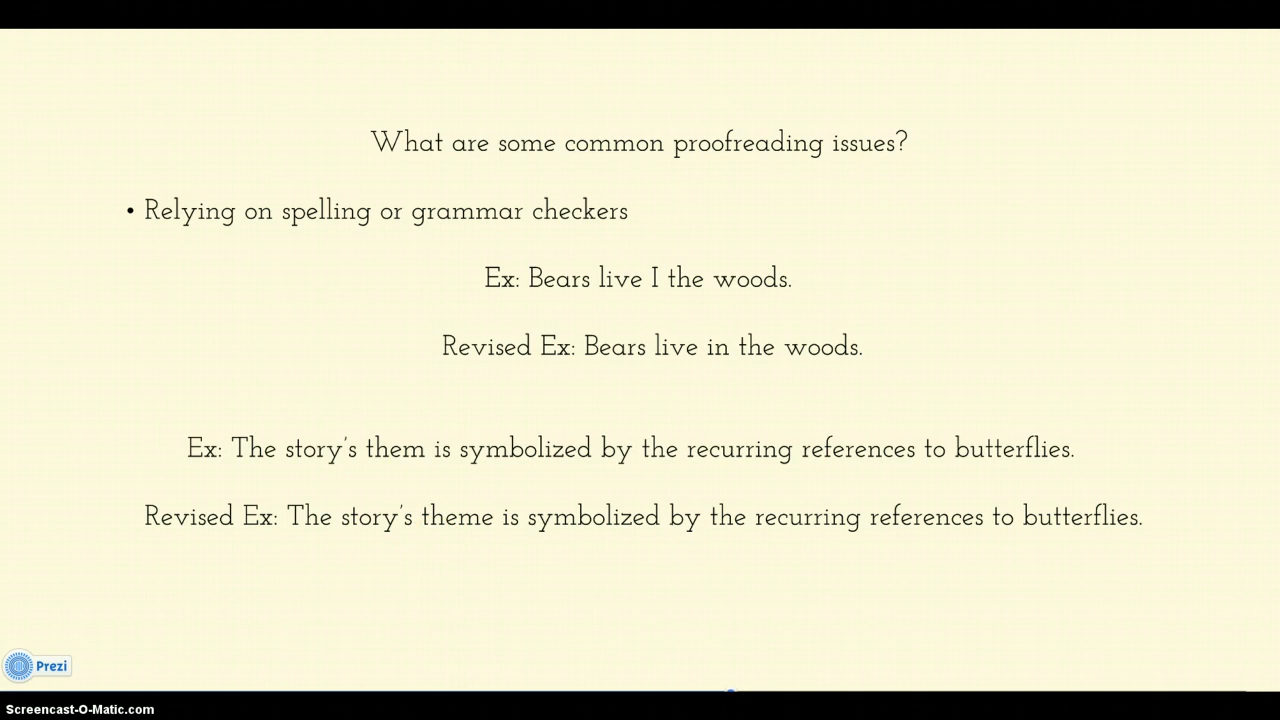 What are some common proofreading issues?
• Relying on spelling or grammar checkers
Ex: Bears live I the woods.
Revised Ex: Bears live in the woods.
Ex: The story's them is symbolized by the recurring references to butterflies.
Revised Ex: The story's theme is symbolized by the recurring references to butterflies.
Prezi
Screencast-O-Matic.com